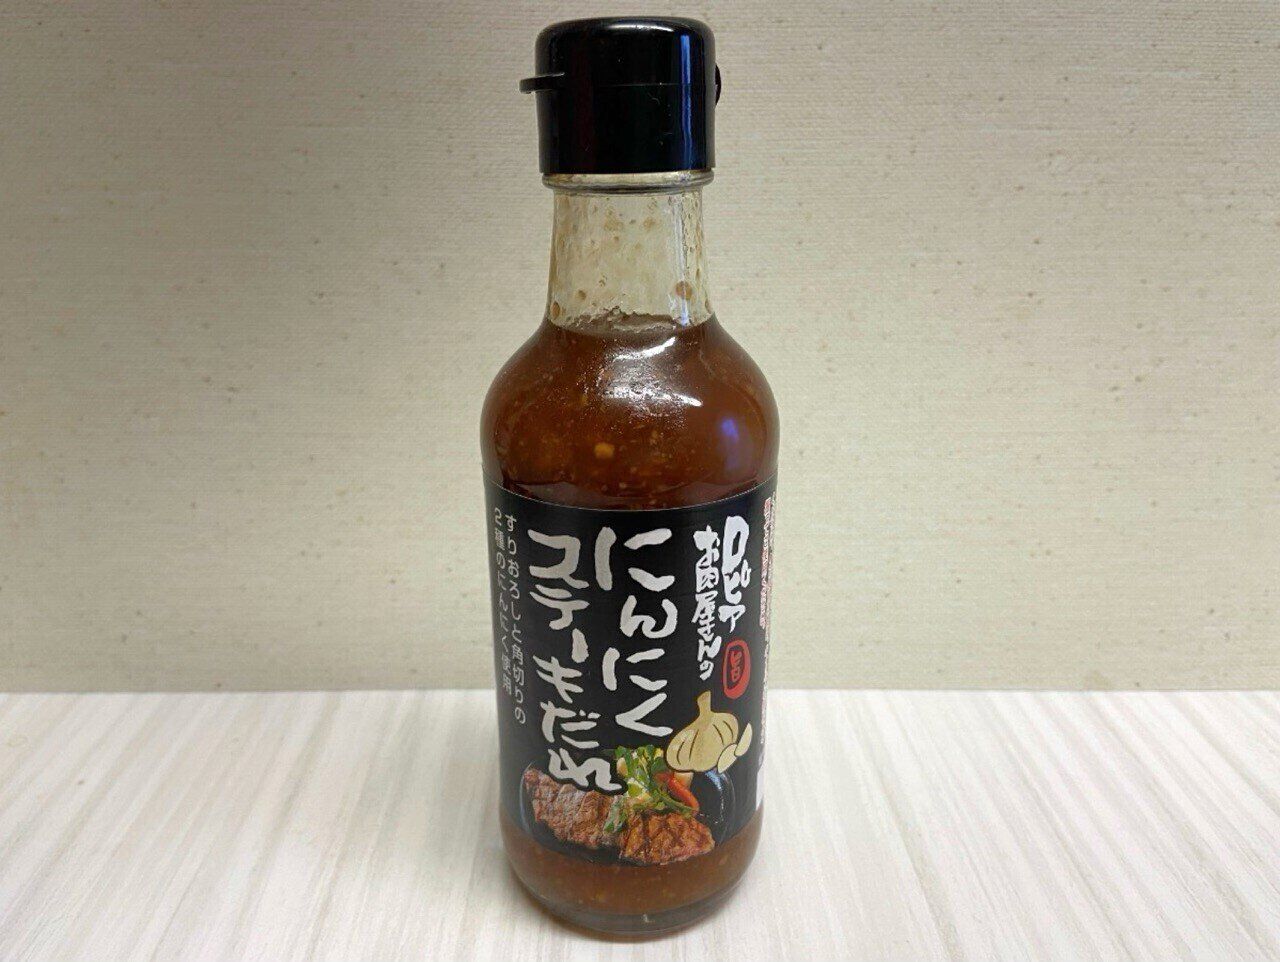 ロピア
お肉屋さんの
旨
にんにく
ステーキだれ
すりおろしと角切りの
2種のにんにく使用